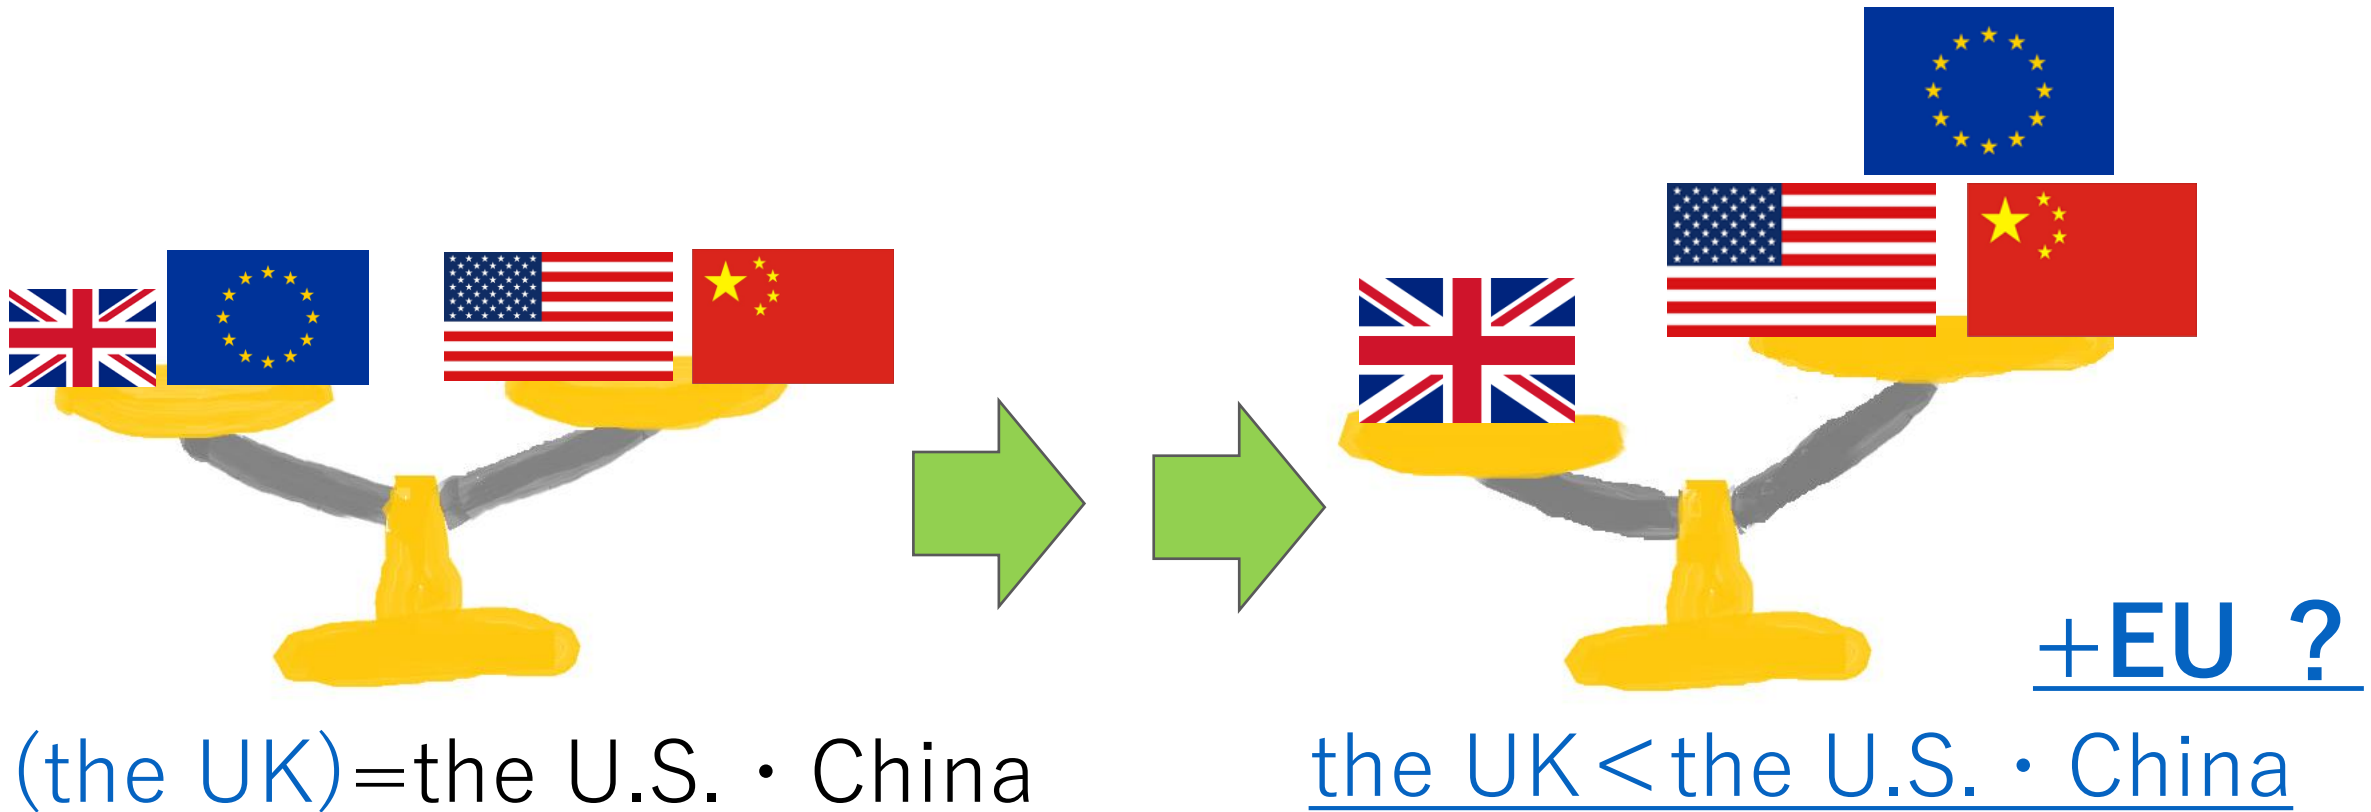 +EU ?
(the UK)=the U.S.・China
the UK<the U.S.・China